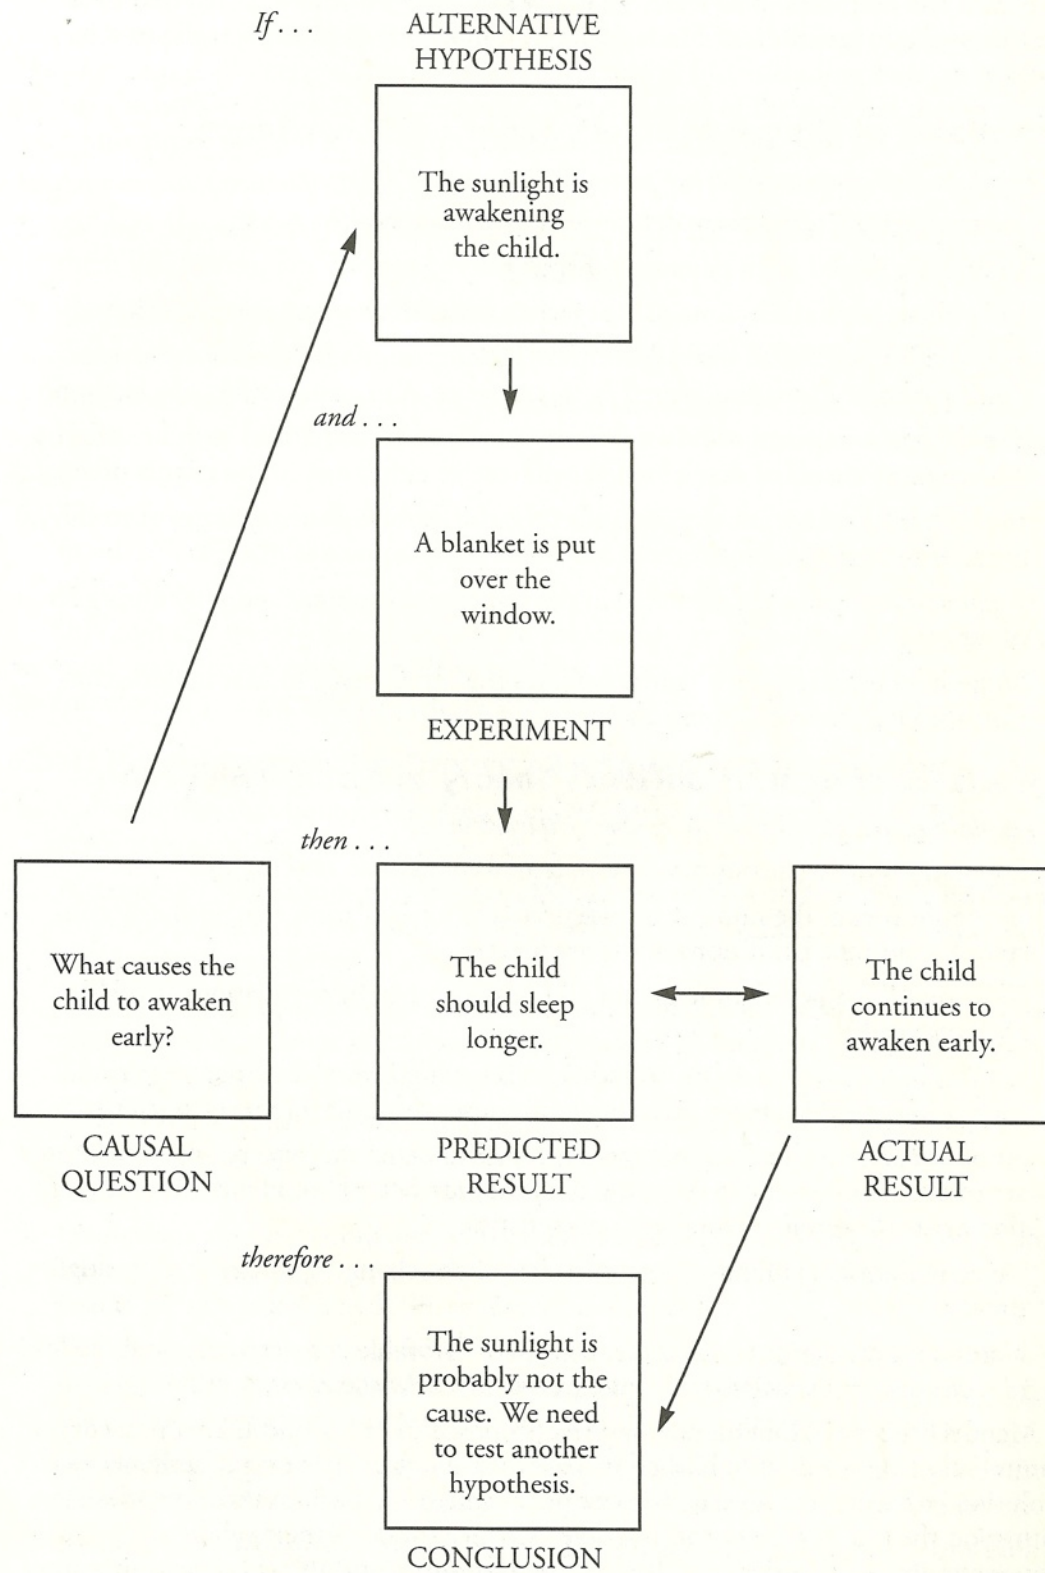 If . . .
ALTERNATIVE
HYPOTHESIS
The sunlight is
awakening
the child.
and . . .
A blanket is put
over the
window.
EXPERIMENT
then . . .
What causes the
child to awaken
early?
CAUSAL
QUESTION
The child
should sleep
longer.
PREDICTED
RESULT
The child
continues to
awaken early.
ACTUAL
RESULT
therefore . . .
The sunlight is
probably not the
cause. We need
to test another
hypothesis.
CONCLUSION